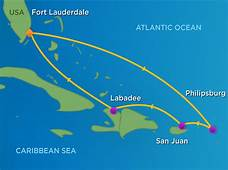 USA
Fort Lauderdale
ATLANTIC OCEAN
Labadee
Philipsburg
San Juan
CARIBBEAN SEA